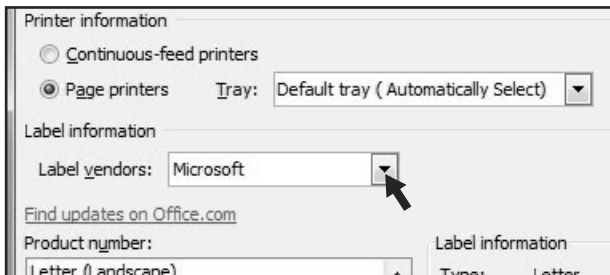 Printer information
Continuous-feed printers
Page printers Tray: Default tray ( Automatically Select)
Label information
Label vendors: Microsoft
Find updates on Office.com
Product number: Label information
Letter (Landscape) Type: Letter